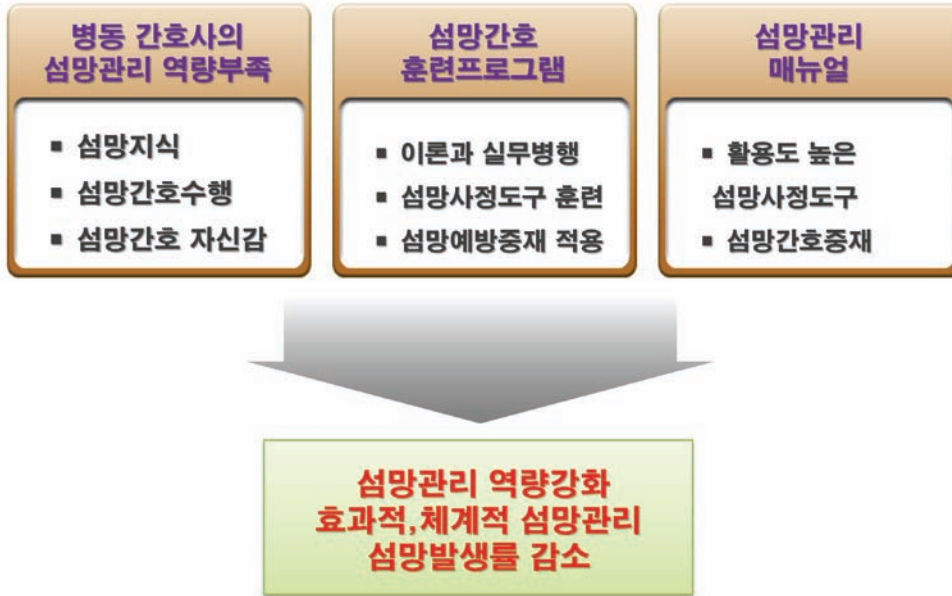 병동 간호사의
섬망관리 역량부족
▪ 섬망지식
▪ 섬망간호수행
▪ 섬망간호 자신감
섬망간호
훈련프로그램
▪ 이론과 실무병행
▪ 섬망사정도구 훈련
▪ 섬망예방중재 적용
섬망관리
매뉴얼
▪ 활용도 높은
섬망사정도구
▪ 섬망간호중재
섬망관리 역량강화
효과적,체계적 섬망관리
섬망발생률 감소